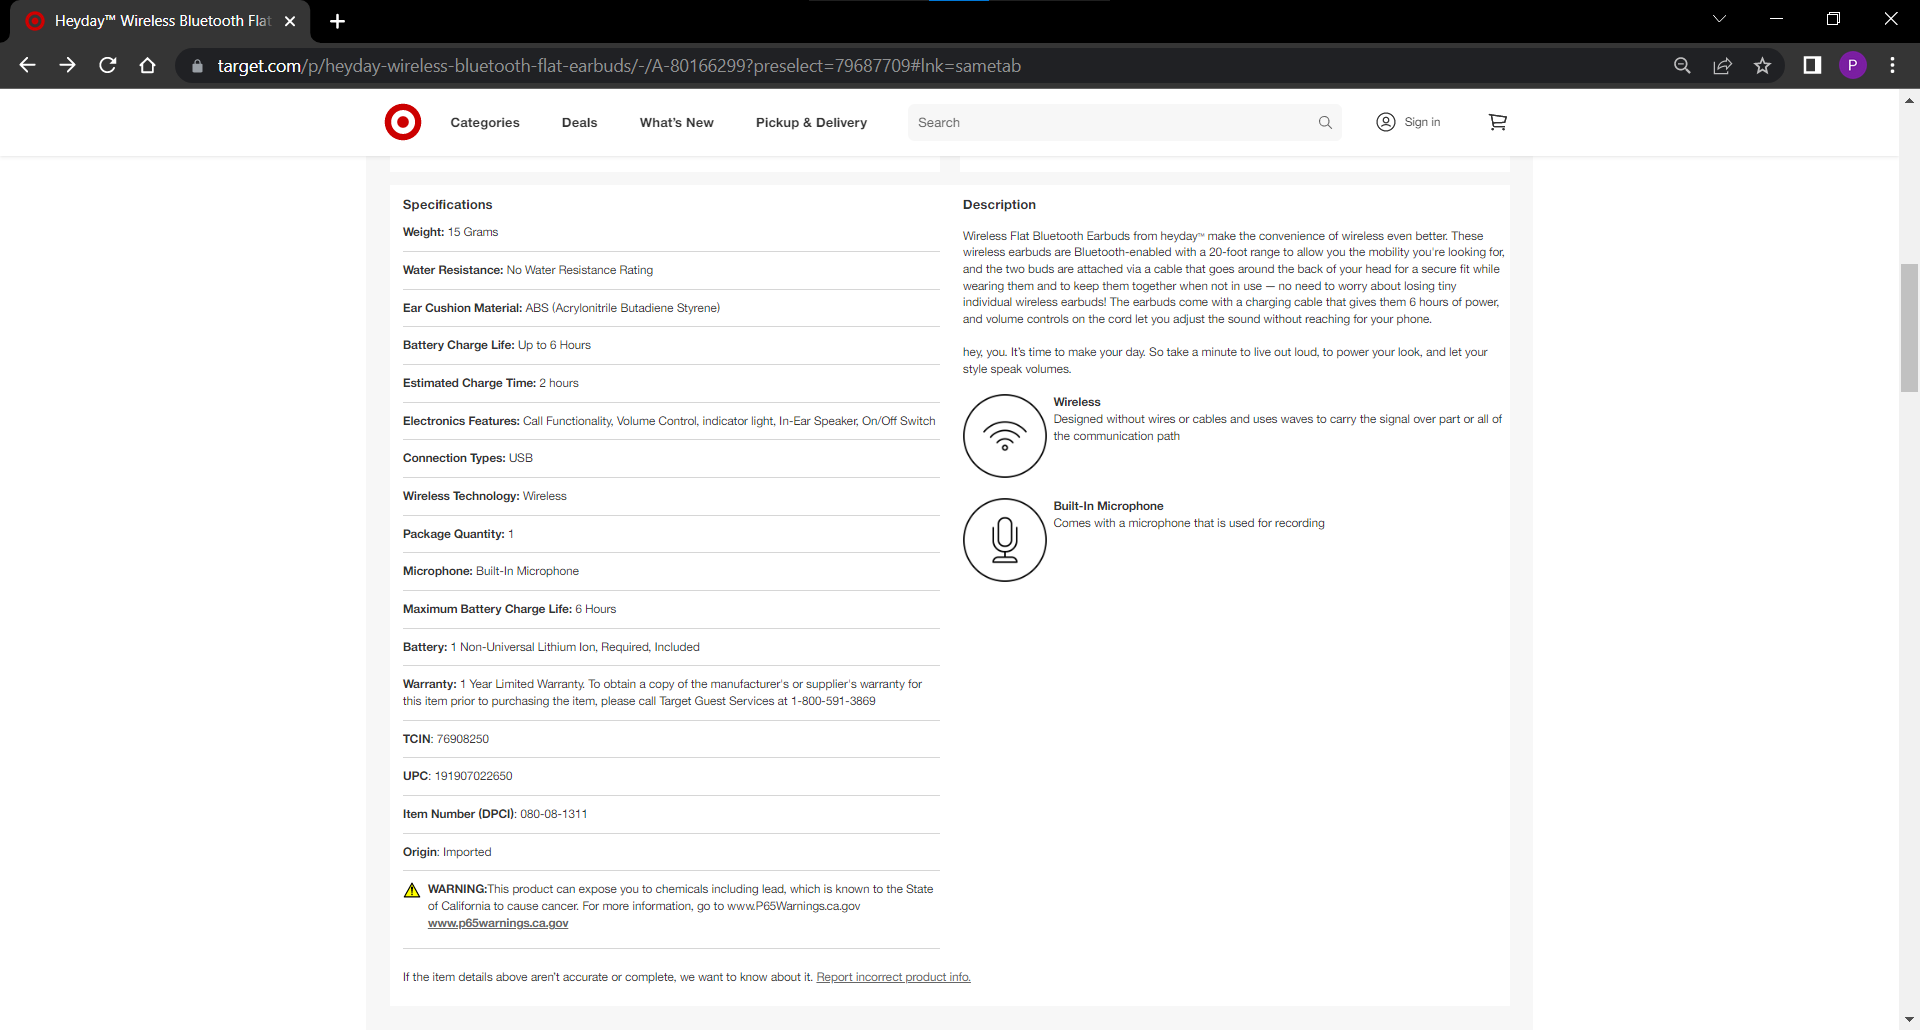 Heyday™ Wireless Bluetooth Flat
target.com/p/heyday-wireless-bluetooth-flat-earbuds/-/A-80166299?preselect=79687709#lnk=sametab
P
Categories
Deals
What's New
Pickup & Delivery
Search
Sign in
Specifications
Weight: 15 Grams
Water Resistance: No Water Resistance Rating
Ear Cushion Material: ABS (Acrylonitrile Butadiene Styrene)
Battery Charge Life: Up to 6 Hours
Estimated Charge Time: 2 hours
Electronics Features: Call Functionality, Volume Control, indicator light, In-Ear Speaker, On/Off Switch
Connection Types: USB
Wireless Technology: Wireless
Package Quantity: 1
Microphone: Built-In Microphone
Maximum Battery Charge Life: 6 Hours
Battery: 1 Non-Universal Lithium Ion, Required, Included
Warranty: 1 Year Limited Warranty. To obtain a copy of the manufacturer's or supplier's warranty for
this item prior to purchasing the item, please call Target Guest Services at 1-800-591-3869
TCIN: 76908250
UPC: 191907022650
Item Number (DPCI): 080-08-1311
Origin: Imported
WARNING:This product can expose you to chemicals including lead, which is known to the State
of California to cause cancer. For more information, go to www.P65Warnings.ca.gov
www.p65warnings.ca.gov
If the item details above aren't accurate or complete, we want to know about it. Report incorrect product info.
Description
Wireless Flat Bluetooth Earbuds from heyday™ make the convenience of wireless even better. These
wireless earbuds are Bluetooth-enabled with a 20-foot range to allow you the mobility you're looking for,
and the two buds are attached via a cable that goes around the back of your head for a secure fit while
wearing them and to keep them together when not in use — no need to worry about losing tiny
individual wireless earbuds! The earbuds come with a charging cable that gives them 6 hours of power,
and volume controls on the cord let you adjust the sound without reaching for your phone.
hey, you. It's time to make your day. So take a minute to live out loud, to power your look, and let your
style speak volumes.
Wireless
Designed without wires or cables and uses waves to carry the signal over part or all of
the communication path
Built-In Microphone
Comes with a microphone that is used for recording